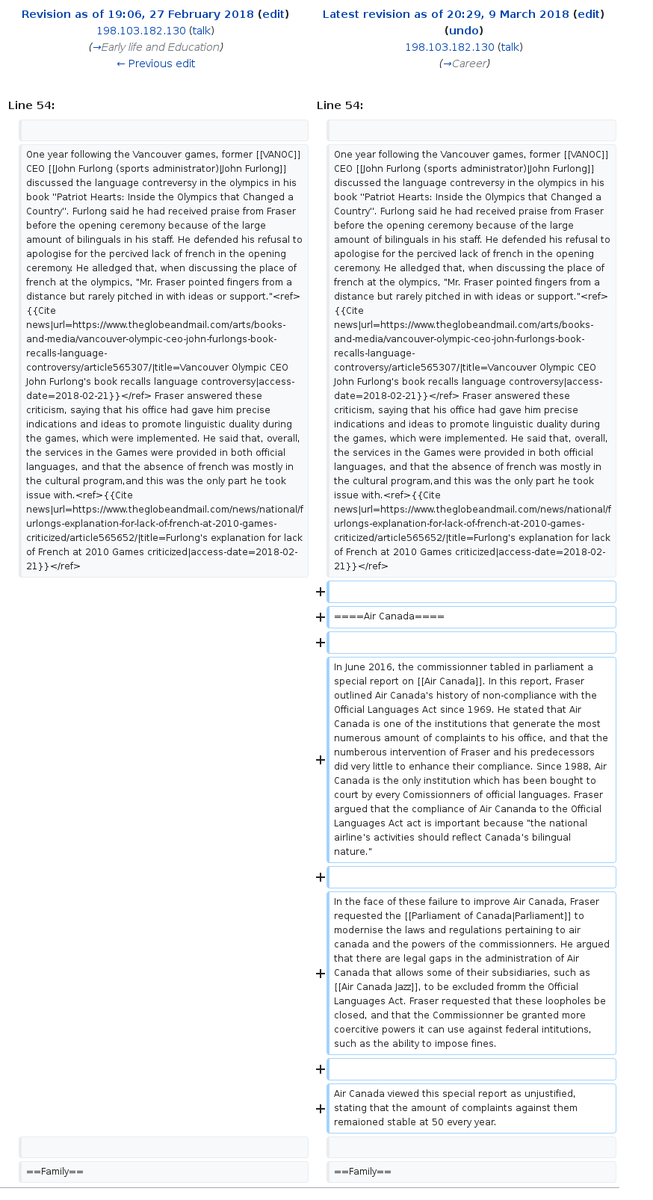 Revision as of 19:06, 27 February 2018 (edit)
198.103.182.130 (talk)
(→Early life and Education)
← Previous edit
Latest revision as of 20:29, 9 March 2018 (edit)
(undo)
198.103.182.130 (talk)
(→Career)
Line 54:
Line 54:
One year following the Vancouver games, former [[VANOC]]
CEO [[John Furlong (sports administrator)|John Furlong]]
discussed the language contreversy in the olympics in his
book "Patriot Hearts: Inside the Olympics that Changed a
Country". Furlong said he had received praise from Fraser
before the opening ceremony because of the large
amount of bilinguals in his staff. He defended his refusal to
apologise for the percived lack of french in the opening
ceremony. He alledged that, when discussing the place of
french at the olympics, "Mr. Fraser pointed fingers from a
distance but rarely pitched in with ideas or support."<ref>
{{Cite
news|url=https://www.theglobeandmail.com/arts/books-
and-media/vancouver-olympic-ceo-john-furlongs-book-
recalls-language-
controversy/article565307/|title=Vancouver Olympic CEO
John Furlong's book recalls language controversy|access-
date=2018-02-21}}</ref> Fraser answered these
criticism, saying that his office had gave him precise
indications and ideas to promote linguistic duality during
the games, which were implemented. He said that, overall,
the services in the Games were provided in both official
languages, and that the absence of french was mostly in
the cultural program,and this was the only part he took
issue with.<ref>{{Cite
news|url=https://www.theglobeandmail.com/news/national/f
urlongs-explanation-for-lack-of-french-at-2010-games-
criticized/article565652/|title=Furlong's explanation for lack
of French at 2010 Games criticized|access-date=2018-02-
21}}</ref>
One year following the Vancouver games, former [[VANOC]]
CEO [[John Furlong (sports administrator)|John Furlong]]
discussed the language contreversy in the olympics in his
book "Patriot Hearts: Inside the Olympics that Changed a
Country". Furlong said he had received praise from Fraser
before the opening ceremony because of the large
amount of bilinguals in his staff. He defended his refusal to
apologise for the percived lack of french in the opening
ceremony. He alledged that, when discussing the place of
french at the olympics, "Mr. Fraser pointed fingers from a
distance but rarely pitched in with ideas or support."<ref>
{{Cite
news|url=https://www.theglobeandmail.com/arts/books-
and-media/vancouver-olympic-ceo-john-furlongs-book-
recalls-language-
controversy/article565307/|title=Vancouver Olympic CEO
John Furlong's book recalls language controversy|access-
date=2018-02-21}}</ref> Fraser answered these
criticism, saying that his office had gave him precise
indications and ideas to promote linguistic duality during
the games, which were implemented. He said that, overall,
the services in the Games were provided in both official
languages, and that the absence of french was mostly in
the cultural program,and this was the only part he took
issue with.<ref>{{Cite
news|url=https://www.theglobeandmail.com/news/national/f
urlongs-explanation-for-lack-of-french-at-2010-games-
criticized/article565652/|title=Furlong's explanation for lack
of French at 2010 Games criticized|access-date=2018-02-
21}}</ref>
+
+ ====Air Canada====
+
In June 2016, the commissionner tabled in parliament a
special report on [[Air Canada]]. In this report, Fraser
outlined Air Canada's history of non-compliance with the
Official Languages Act since 1969. He stated that Air
Canada is one of the institutions that generate the most
numerous amount of complaints to his office, and that the
numberous intervention of Fraser and his predecessors
+ did very little to enhance their compliance. Since 1988, Air
Canada is the only institution which has been bought to
court by every Comissionners of official languages. Fraser
argued that the compliance of Air Cananda to the Official
Languages Act act is important because "the national
airline's activities should reflect Canada's bilingual
nature."
+
In the face of these failure to improve Air Canada, Fraser
requested the [[Parliament of Canada|Parliament]] to
modernise the laws and regulations pertaining to air
canada and the powers of the commissionners. He argued
that there are legal gaps in the administration of Air
+ Canada that allows some of their subsidiaries, such as
[[Air Canada Jazz]], to be excluded fromm the Official
Languages Act. Fraser requested that these loopholes be
closed, and that the Commissionner be granted more
coercitive powers it can use against federal intitutions,
such as the ability to impose fines.
+
Air Canada viewed this special report as unjustified,
+ stating that the amount of complaints against them
remaioned stable at 50 every year.
==Family==
==Family==